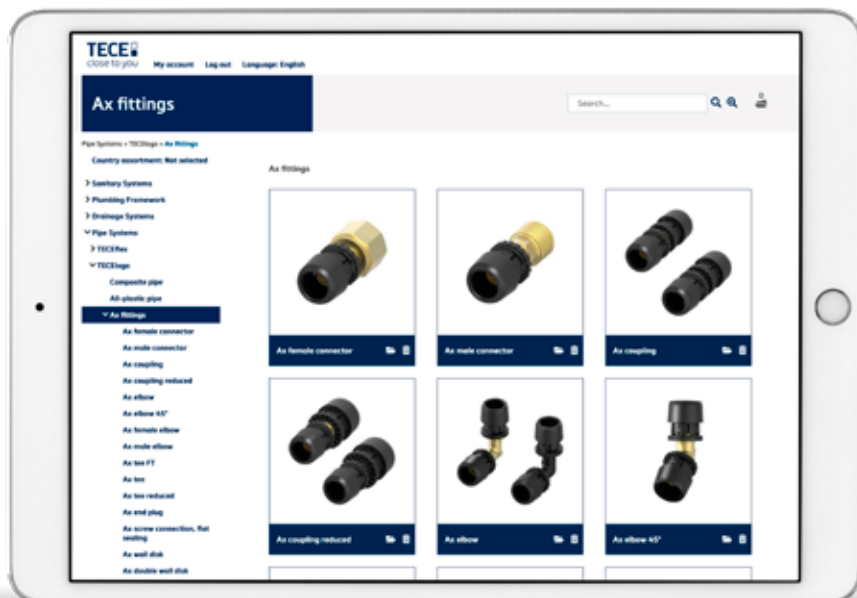 TECE
close to you
My account Log out Language: English
Ax fittings
Search...
0
Pipe Systems » TECElogo » Ax fittings
Country assortment: Not selected
Sanitary Systems
Plumbing Framework
Drainage Systems
Pipe Systems
TECEflex
TECElogo
Composite pipe
All-plastic pipe
Ax fittings
Ax female connector
Ax male connector
Ax coupling
Ax coupling reduced
Ax elbow
Ax elbow 45°
Ax female elbow
Ax male elbow
Ax tee FT
Ax tee
Ax tee reduced
Ax end plug
Ax screw connection, flat
sealing
Ax wall disk
Ax double wall disk
Ax fittings
Ax female connector
Ax male connector
Ax coupling
Ax coupling reduced
Ax elbow
Ax elbow 45°